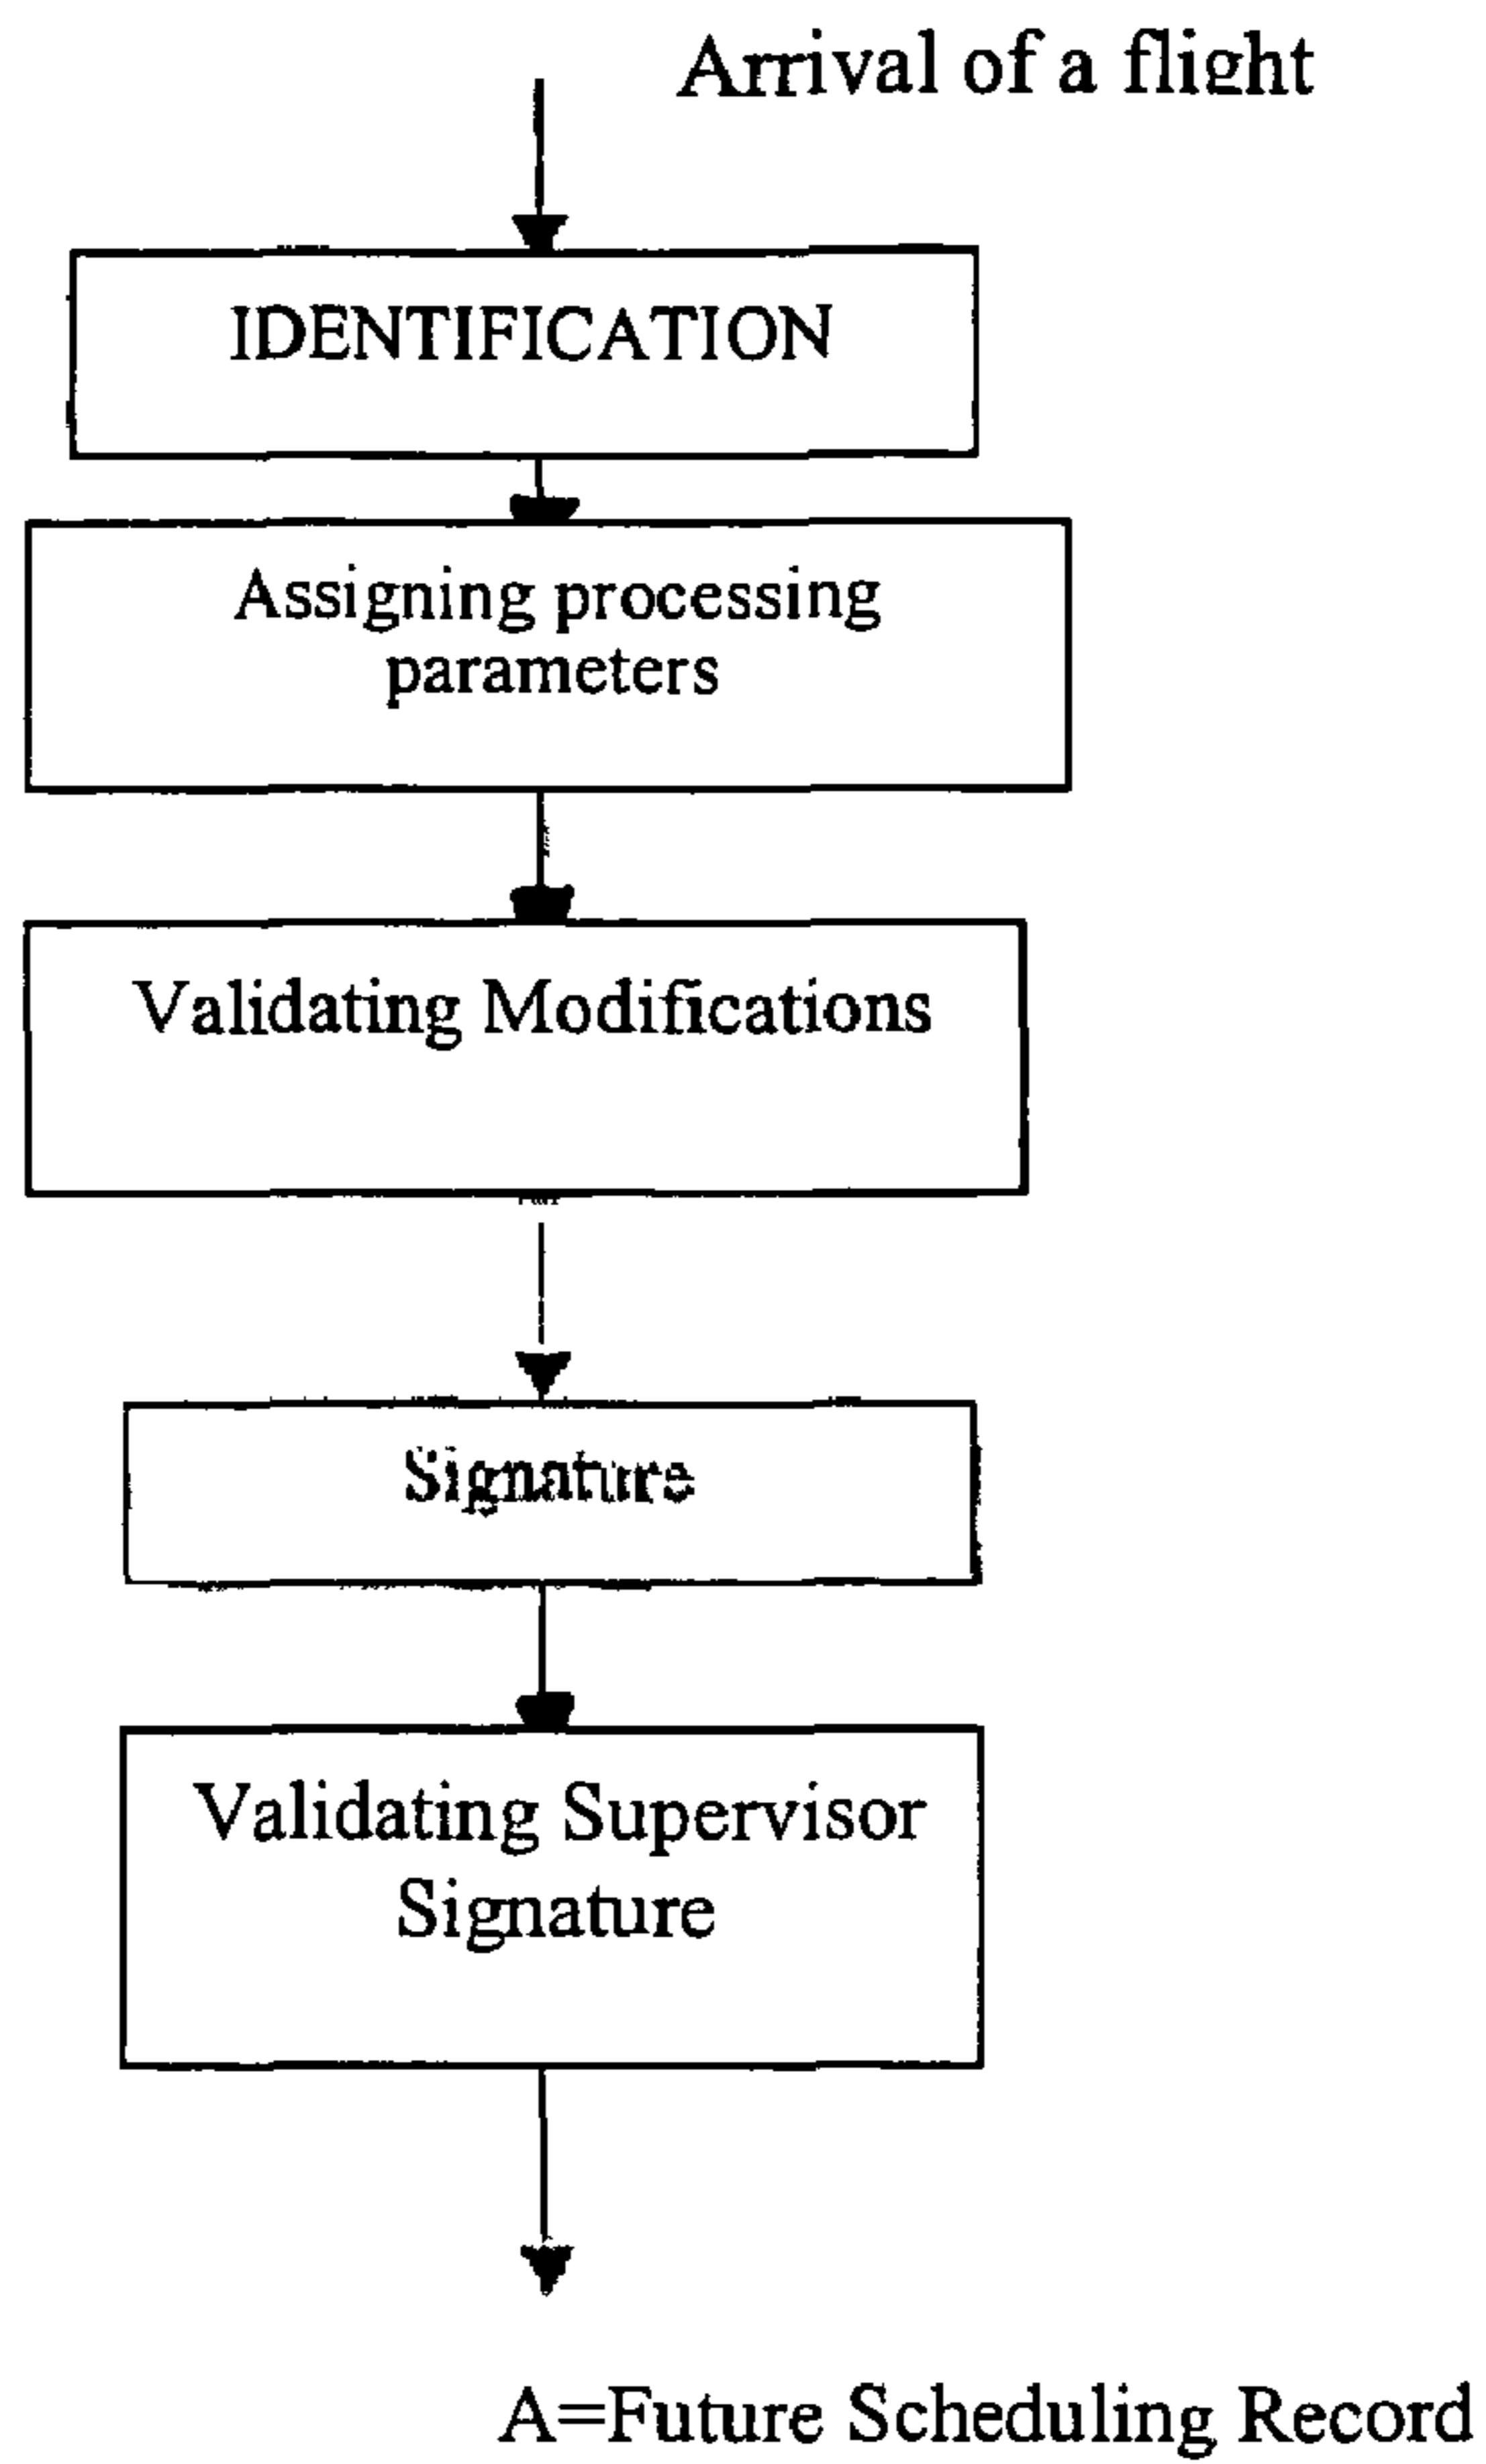 Arrival of a flight
IDENTIFICATION
Assigning processing
parameters
Validating Modifications
Signature
Validating Supervisor
Signature
A=Future Scheduling Record